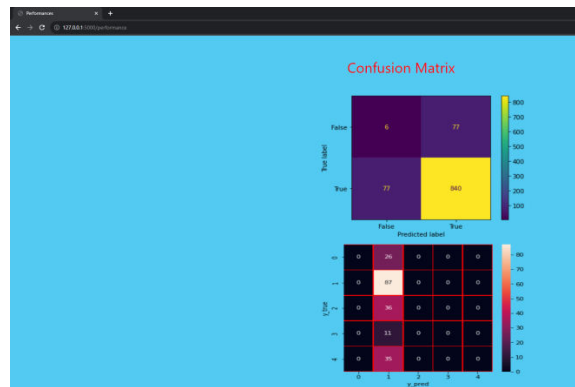 Performances
127.0.0.1:5000/performance
Confusion Matrix
False 6 77
True 77 840
False True
Predicted label
True label
800
700
600
500
400
300
200
100
0 0 26 0 0 0
1 0 87 0 0 0
2 0 36 0 0 0
3 0 11 0 0 0
4 0 35 0 0 0
0 1 2 3 4
y_pred
y_true
80
70
60
50
40
30
20
10
0